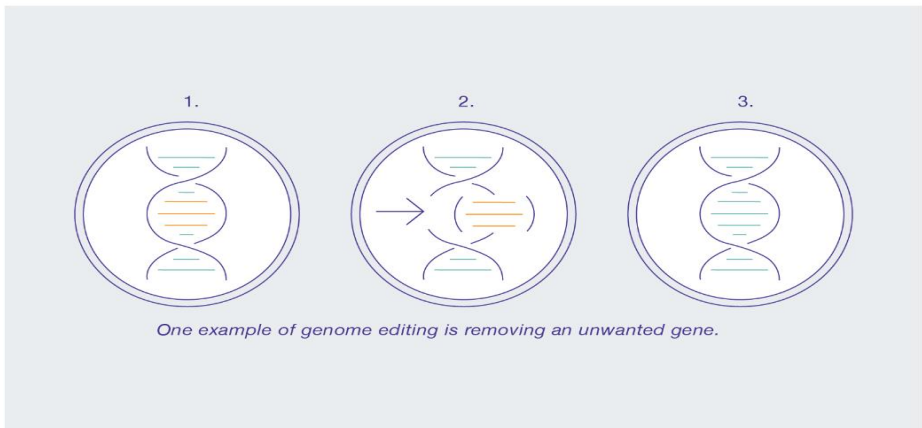 1. 2. 3.
One example of genome editing is removing an unwanted gene.